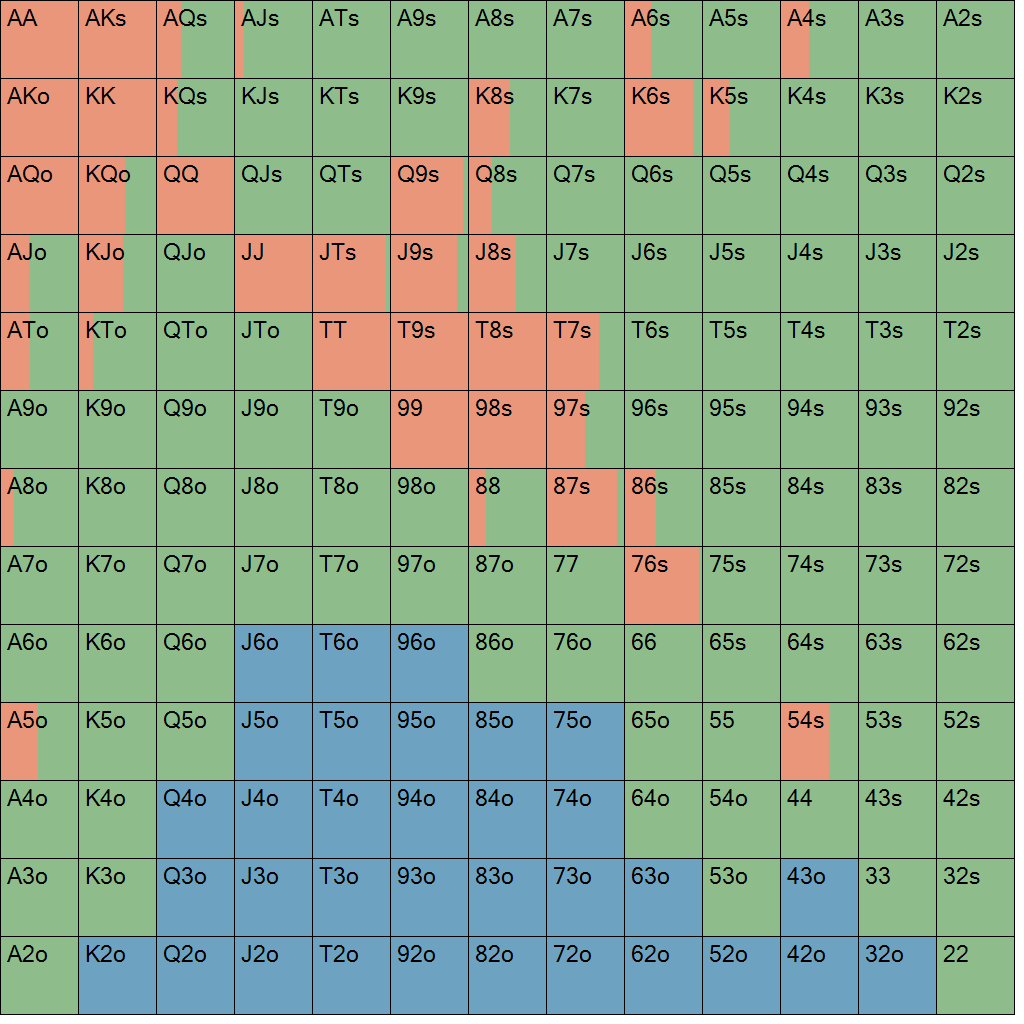 AA AKs AQs AJs ATs A9s A8s A7s A6s A5s A4s A3s A2s
AKo KK KQs KJs KTs K9s K8s K7s K6s K5s K4s K3s K2s
AQo KQo QQ QJs QTs Q9s Q8s Q7s Q6s Q5s Q4s Q3s Q2s
AJo KJo QJo JJ JTs J9s J8s J7s J6s J5s J4s J3s J2s
ATo KTo QTo JTo TT T9s T8s T7s T6s T5s T4s T3s T2s
A9o K9o Q9o J9o T9o 99 98s 97s 96s 95s 94s 93s 92s
A8o K8o Q8o J8o T8o 98o 88 87s 86s 85s 84s 83s 82s
A7o K7o Q7o J7o T7o 97o 87o 77 76s 75s 74s 73s 72s
A6o K6o Q6o J6o T6o 96o 86o 76o 66 65s 64s 63s 62s
A5o K5o Q5o J5o T5o 95o 85o 75o 65o 55 54s 53s 52s
A4o K4o Q4o J4o T4o 94o 84o 74o 64o 54o 44 43s 42s
A3o K3o Q3o J3o T3o 93o 83o 73o 63o 53o 43o 33 32s
A2o K2o Q2o J2o T2o 92o 82o 72o 62o 52o 42o 32o 22